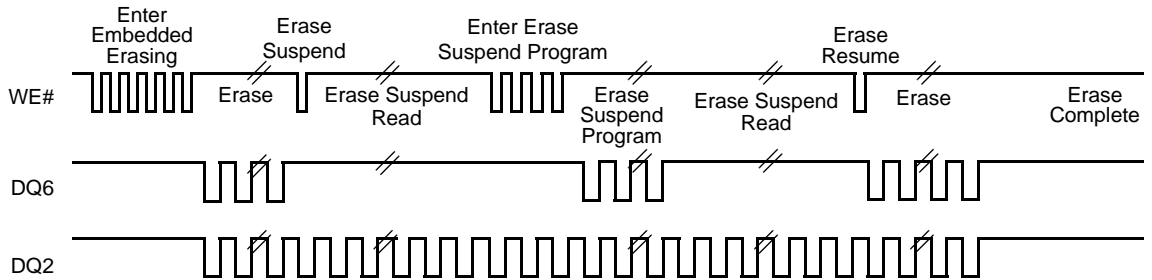 Enter
Embedded
Erasing
Erase
Suspend
Enter Erase
Suspend Program
Erase
Resume
WE#
Erase
Erase Suspend
Read
Erase
Suspend
Program
Erase Suspend
Read
Erase
Erase
Complete
DQ6
DQ2